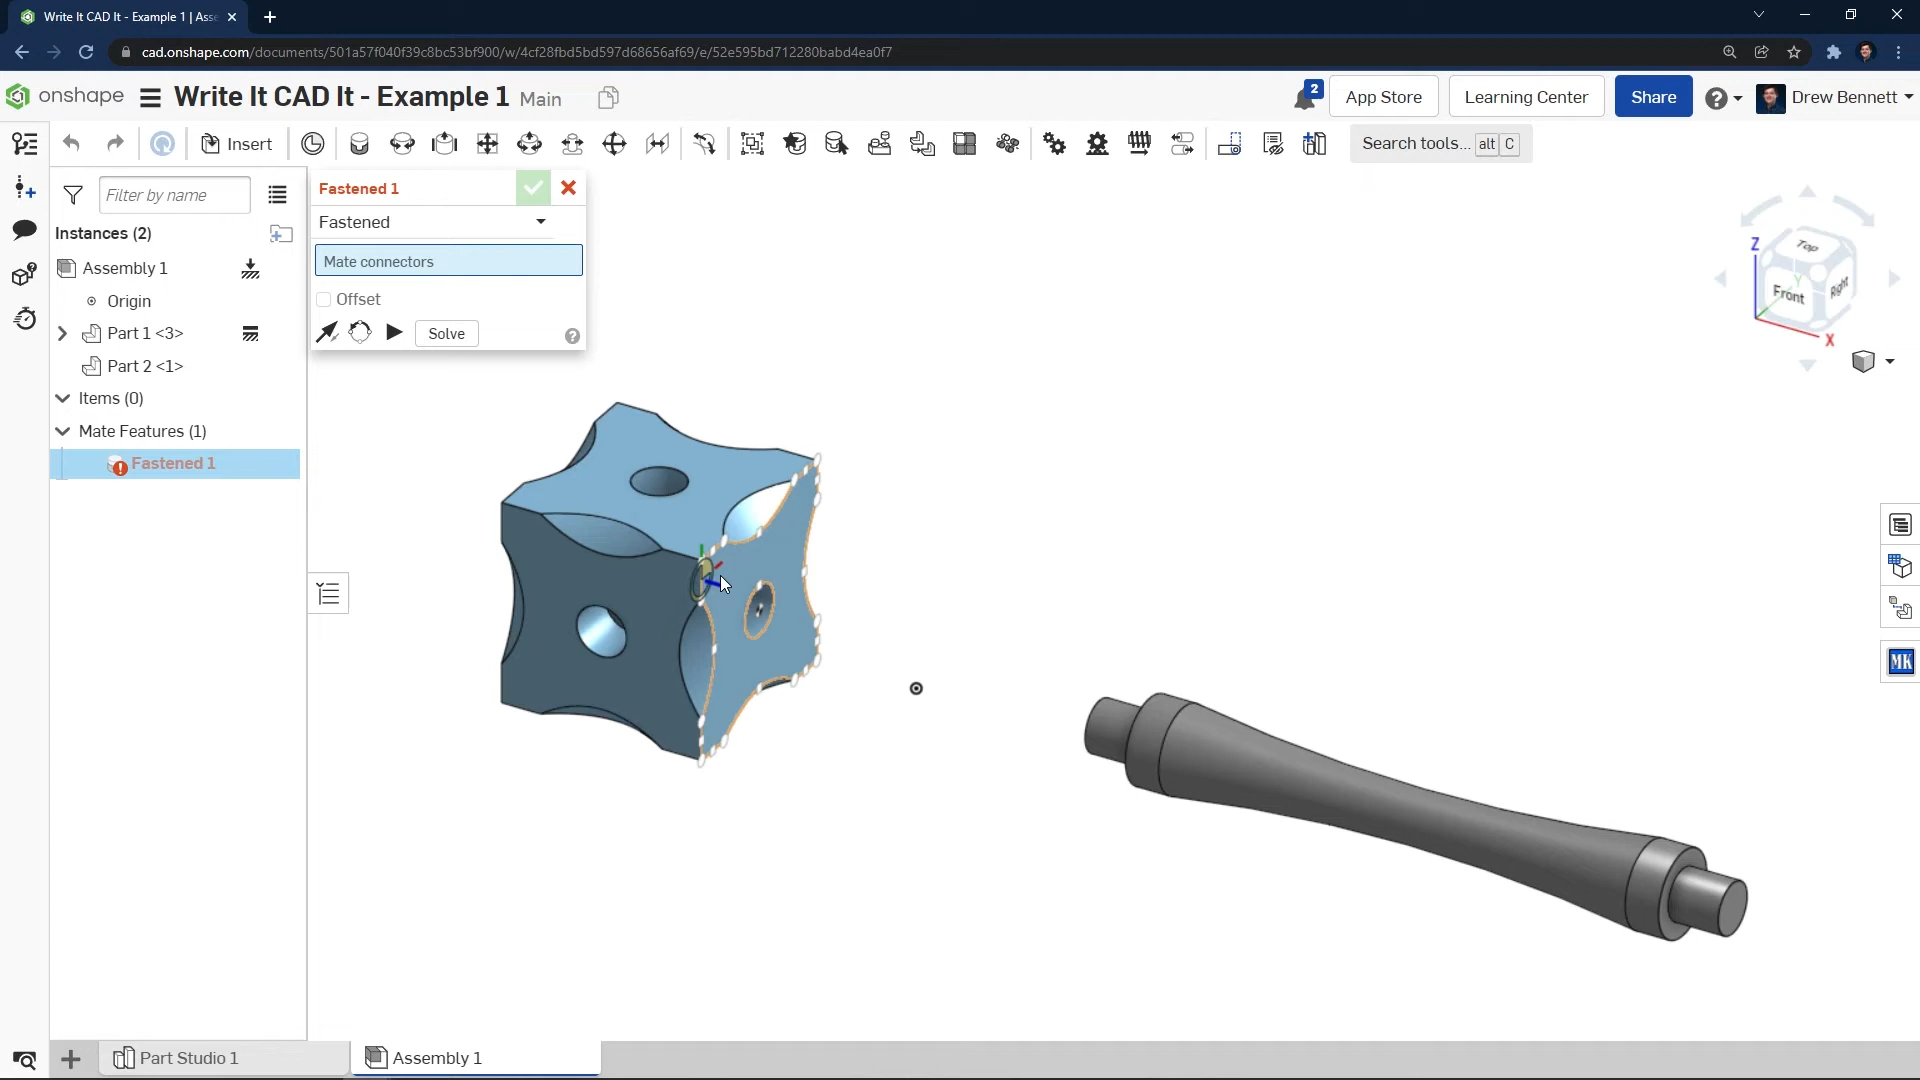 Write It CAD It - Example 1 | Asse
cad.onshape.com/documents/501a57f040f39c8bc53bf900/w/4cf28fbd5bd597d68656af69/e/52e595bd712280babd4ea0f7
onshape
Write It CAD It - Example 1 Main
2
App Store
Learning Center
Share
Drew Bennett
Insert
Search tools... alt C
Filter by name
Instances (2)
Assembly 1
Origin
Part 1 <3>
Part 2 <1>
Items (0)
Mate Features (1)
Fastened 1
Fastened 1
Fastened
Mate connectors
Offset
Solve
Top
Z
Y
Front
Right
X
MK
Part Studio 1
Assembly 1